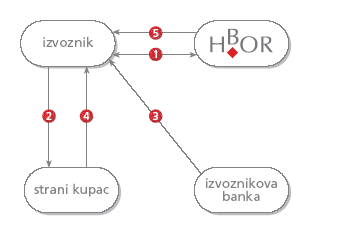 izvoznik
5
1
HBOR
2
4
3
strani kupac
izvoznikova
banka